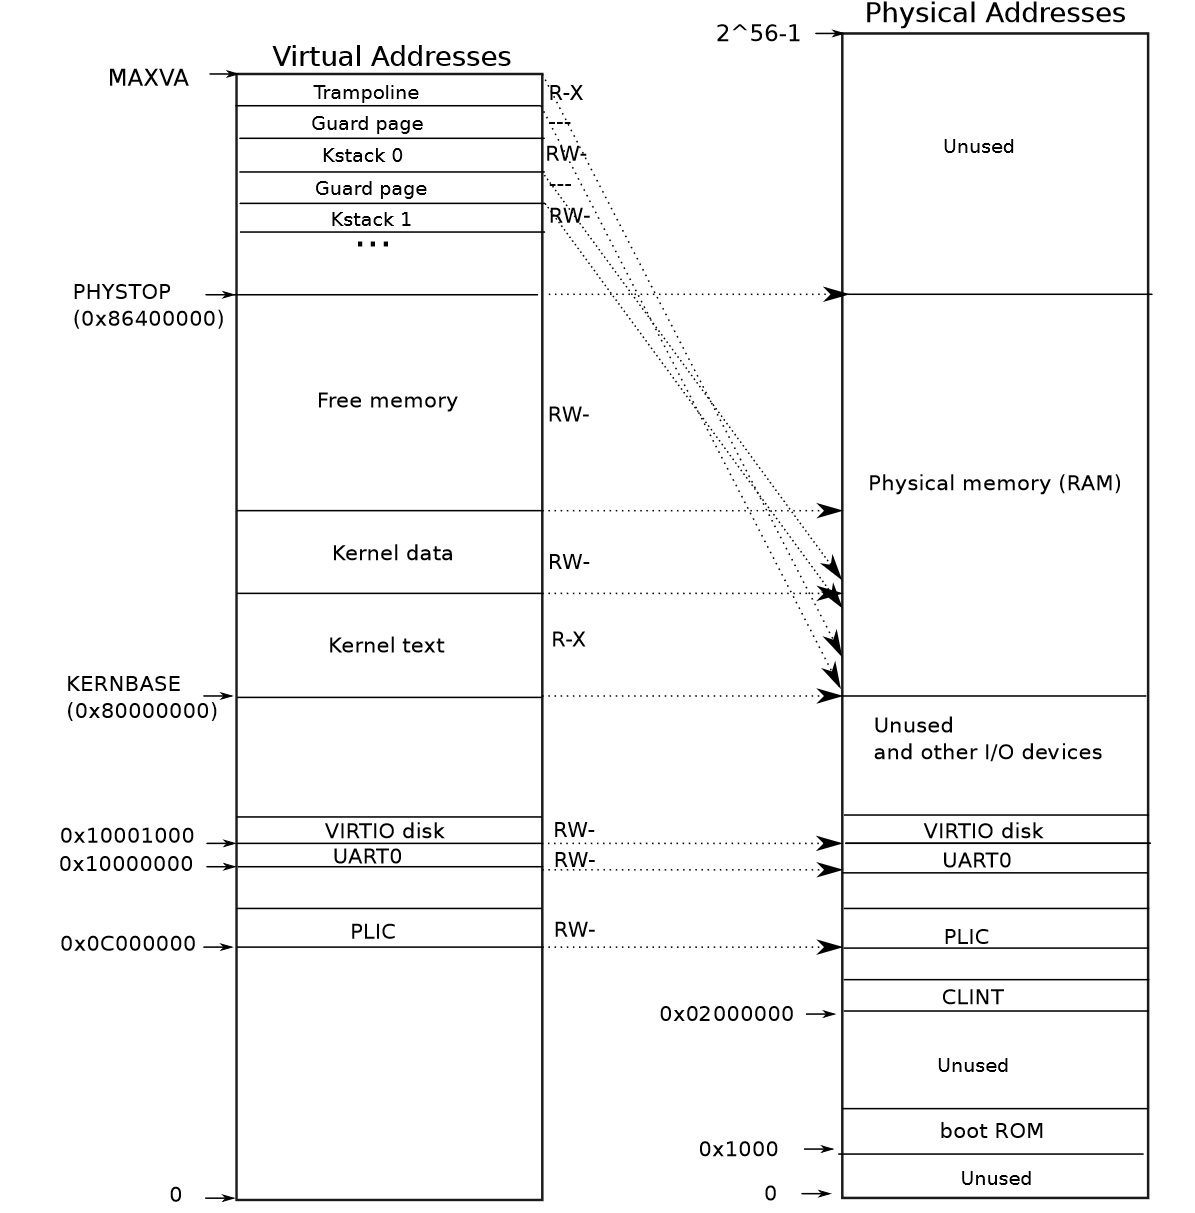 Physical Addresses
2^56-1
Virtual Addresses
MAXVA
Trampoline
R-X
Guard page
---
Unused
Kstack 0
RW-
Guard page
---
Kstack 1
RW-
...
PHYSTOP
(0x86400000)
Free memory
RW-
Physical memory (RAM)
Kernel data
RW-
Kernel text
R-X
KERNBASE
(0x80000000)
Unused
and other I/O devices
0x10001000
VIRTIO disk
RW-
VIRTIO disk
0x10000000
UART0
RW-
UART0
0x0C000000
PLIC
RW-
PLIC
CLINT
0x02000000
Unused
boot ROM
0x1000
Unused
0
0